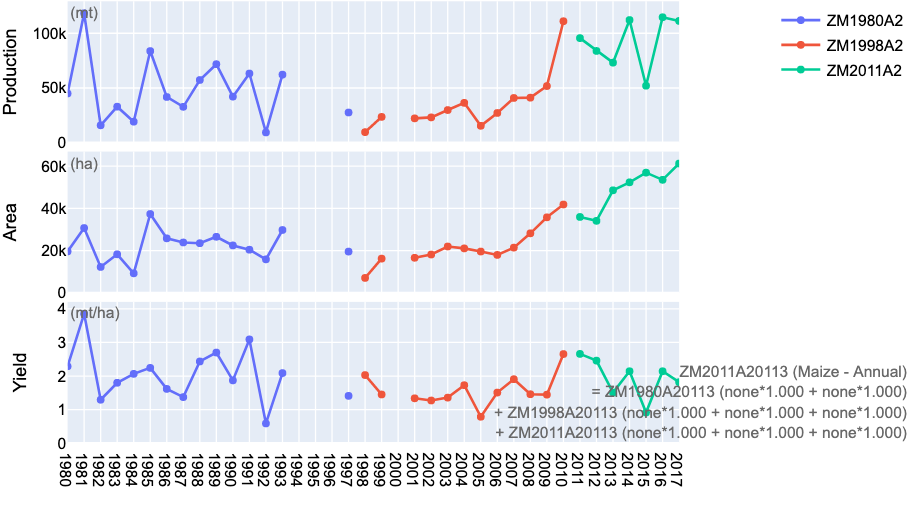 (mt)
Production
100k
50k
0
ZM1980A2
ZM1998A2
ZM2011A2
(ha)
Area
60k
40k
20k
0
(mt/ha)
Yield
4
3
2
1
0
ZM2011A20113 (Maize - Annual)
= ZM1980A20113 (none*1.000 + none*1.000)
+ ZM1998A20113 (none*1.000 + none*1.000 + none*1.000)
+ ZM2011A20113 (none*1.000 + none*1.000 + none*1.000)
1980
1981
1982
1983
1984
1985
1986
1987
1988
1989
1990
1991
1992
1993
1994
1995
1996
1997
1998
1999
2000
2001
2002
2003
2004
2005
2006
2007
2008
2009
2010
2011
2012
2013
2014
2015
2016
2017